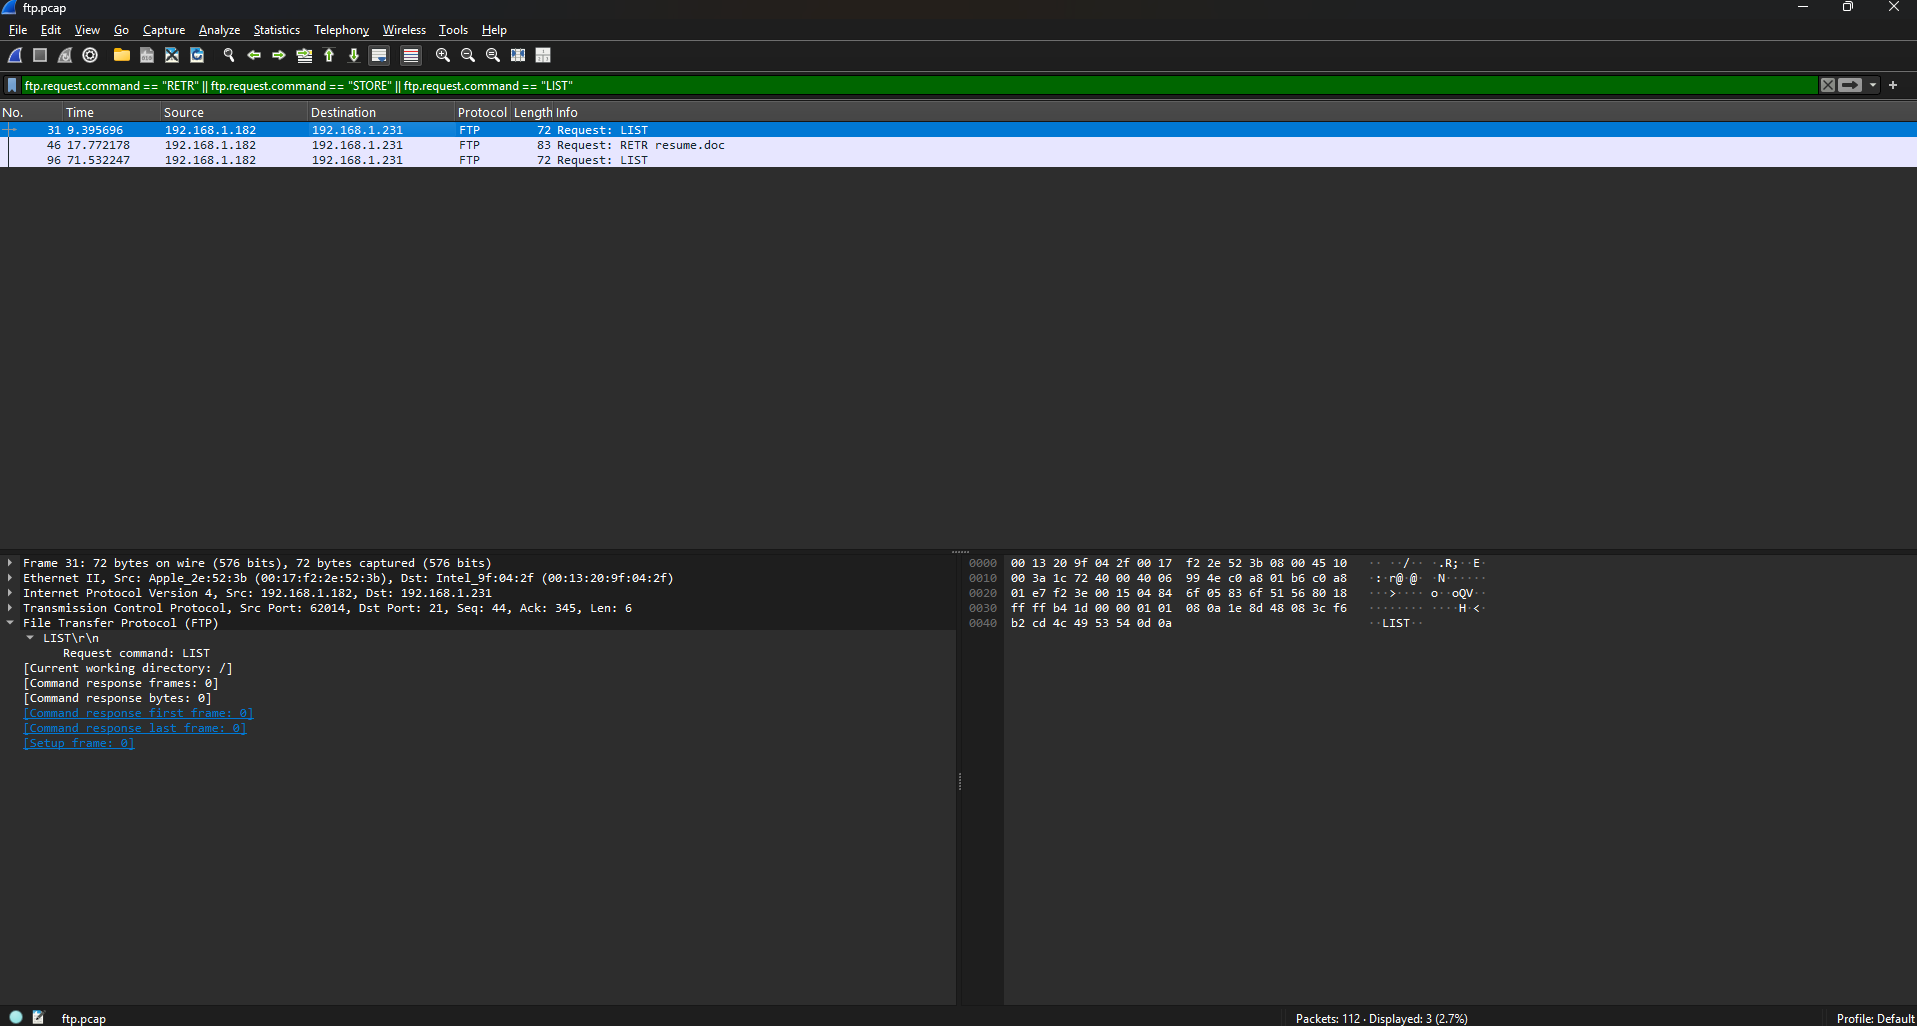 ftp.pcap
File Edit View Go Capture Analyze Statistics Telephony Wireless Tools Help
ftp.request.command == "RETR" || ftp.request.command == "STORE" || ftp.request.command == "LIST"
No. Time Source Destination Protocol Length Info
31 9.395696 192.168.1.182 192.168.1.231 FTP 72 Request: LIST
46 17.772178 192.168.1.182 192.168.1.231 FTP 83 Request: RETR resume.doc
96 71.532247 192.168.1.182 192.168.1.231 FTP 72 Request: LIST
Frame 31: 72 bytes on wire (576 bits), 72 bytes captured (576 bits)
Ethernet II, Src: Apple_2e:52:3b (00:17:f2:2e:52:3b), Dst: Intel_9f:04:2f (00:13:20:9f:04:2f)
Internet Protocol Version 4, Src: 192.168.1.182, Dst: 192.168.1.231
Transmission Control Protocol, Src Port: 62014, Dst Port: 21, Seq: 44, Ack: 345, Len: 6
File Transfer Protocol (FTP)
LIST\r\n
Request command: LIST
[Current working directory: /]
[Command response frames: 0]
[Command response bytes: 0]
[Command response first frame: 0]
[Command response last frame: 0]
[Setup frame: 0]
0000 00 13 20 9f 04 2f 00 17 f2 2e 52 3b 08 00 45 10 ·· ··/·· ·.R;··E·
0010 00 3a 1c 72 40 00 40 06 99 4e c0 a8 01 b6 c0 a8 ·:·r@·@· ·N······
0020 01 e7 f2 3e 00 15 04 84 6f 05 83 6f 51 56 80 18 ···>···· o··oQV··
0030 ff ff b4 1d 00 00 01 01 08 0a 1e 8d 48 08 3c f6 ········ ····H·<·
0040 b2 cd 4c 49 53 54 0d 0a ··LIST··
ftp.pcap
Packets: 112 · Displayed: 3 (2.7%)
Profile: Default